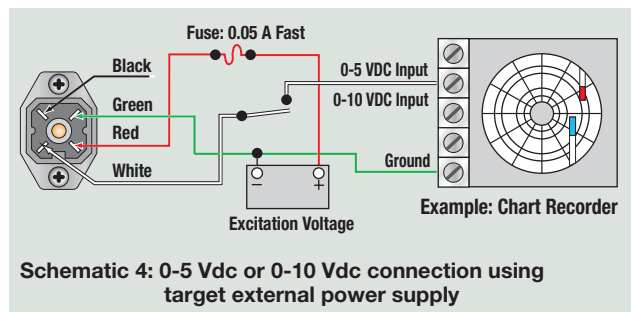 Fuse: 0.05 A Fast
Black
0-5 VDC Input
Green
0-10 VDC Input
Red
White
Ground
− +
Excitation Voltage
Example: Chart Recorder
Schematic 4: 0-5 Vdc or 0-10 Vdc connection using
target external power supply